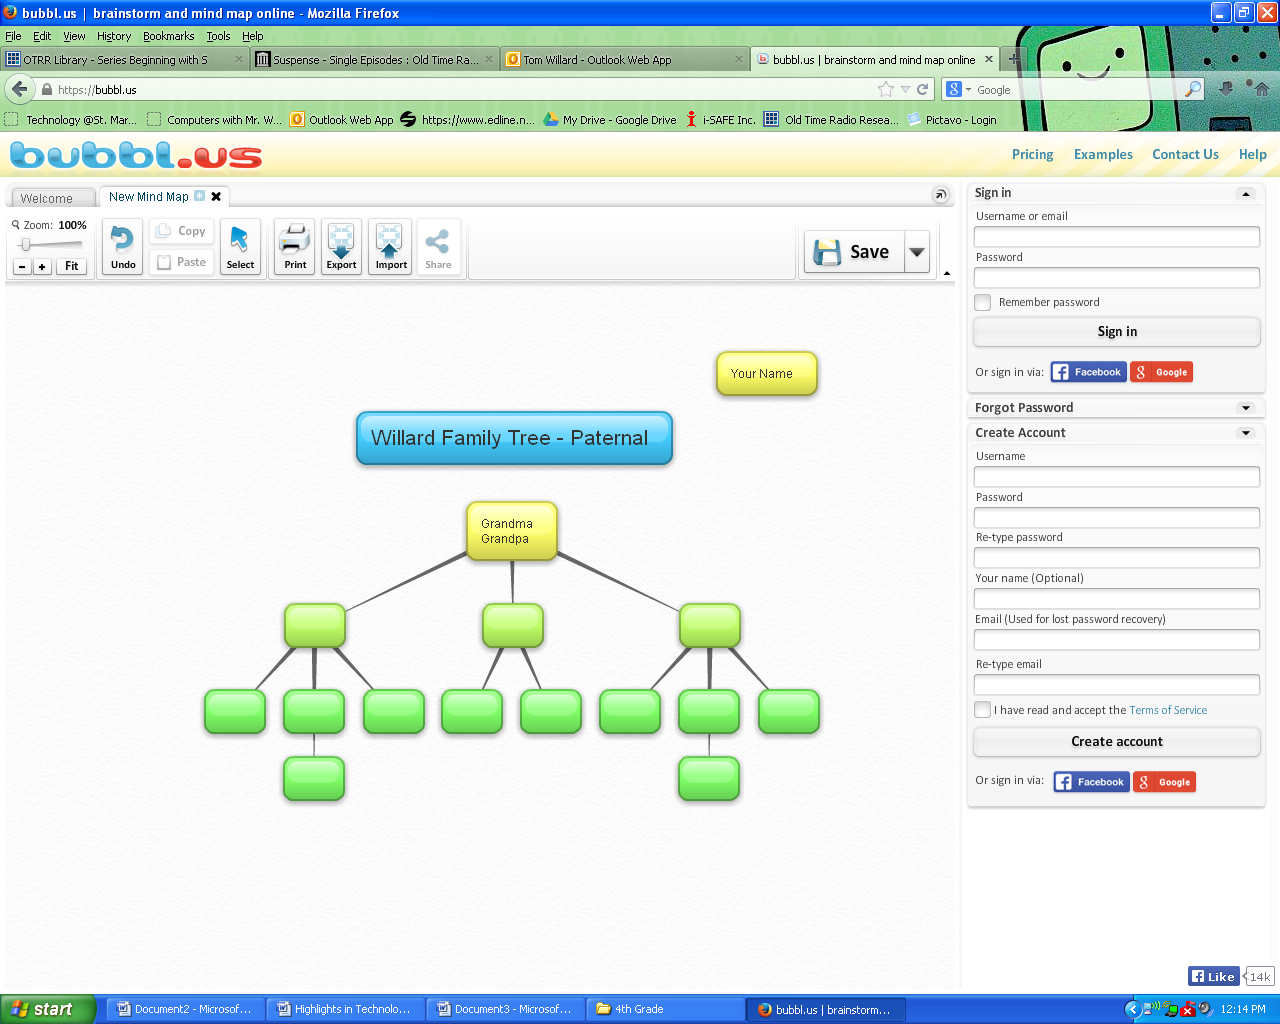 bubbl.us | brainstorm and mind map online - Mozilla Firefox
File Edit View History Bookmarks Tools Help
OTRR Library - Series Beginning with S
Suspense - Single Episodes : Old Time Ra...
Tom Willard - Outlook Web App
bubbl.us | brainstorm and mind map online
https://bubbl.us
Google
Technology @St. Mar...
Computers with Mr. W...
Outlook Web App
https://www.edline.n...
My Drive - Google Drive
i-SAFE Inc.
Old Time Radio Resea...
Pictavo - Login
bubbl.us
Pricing Examples Contact Us Help
Welcome
New Mind Map
Zoom: 100%
- + Fit
Undo
Copy
Paste
Select
Print
Export
Import
Share
Save
Your Name
Willard Family Tree - Paternal
Grandma
Grandpa
Sign in
Username or email
Password
Remember password
Sign in
Or sign in via: Facebook Google
Forgot Password
Create Account
Username
Password
Re-type password
Your name (Optional)
Email (Used for lost password recovery)
Re-type email
I have read and accept the Terms of Service
Create account
Or sign in via: Facebook Google
Like 14k
start
Document2 - Microsof...
Highlights in Technolo...
Document3 - Microsof...
4th Grade
bubbl.us | brainstorm...
12:14 PM